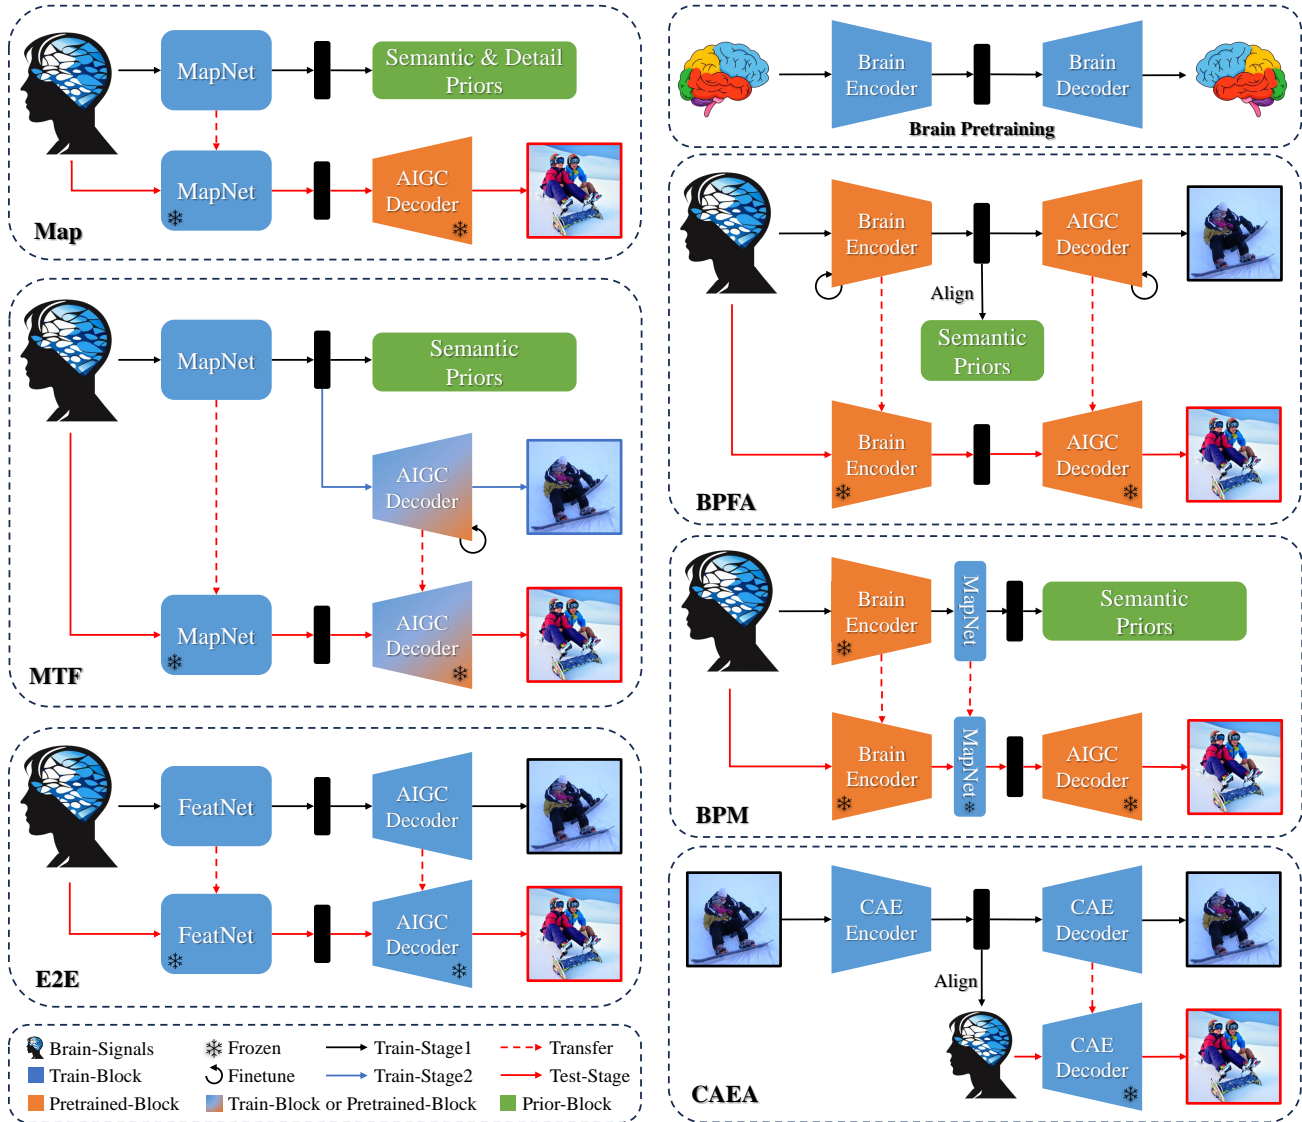 MapNet
Semantic & Detail
Priors
MapNet
AIGC
Decoder
Map
MapNet
Semantic
Priors
AIGC
Decoder
MapNet
AIGC
Decoder
MTF
FeatNet
AIGC
Decoder
FeatNet
AIGC
Decoder
E2E
Brain-Signals
Frozen
Train-Stage1
Transfer
Train-Block
Finetune
Train-Stage2
Test-Stage
Pretrained-Block
Train-Block or Pretrained-Block
Prior-Block
Brain
Encoder
Brain
Decoder
Brain Pretraining
Brain
Encoder
AIGC
Decoder
Align
Semantic
Priors
Brain
Encoder
AIGC
Decoder
BPFA
Brain
Encoder
MapNet
Semantic
Priors
Brain
Encoder
MapNet
AIGC
Decoder
BPM
CAE
Encoder
CAE
Decoder
Align
CAE
Decoder
CAEA